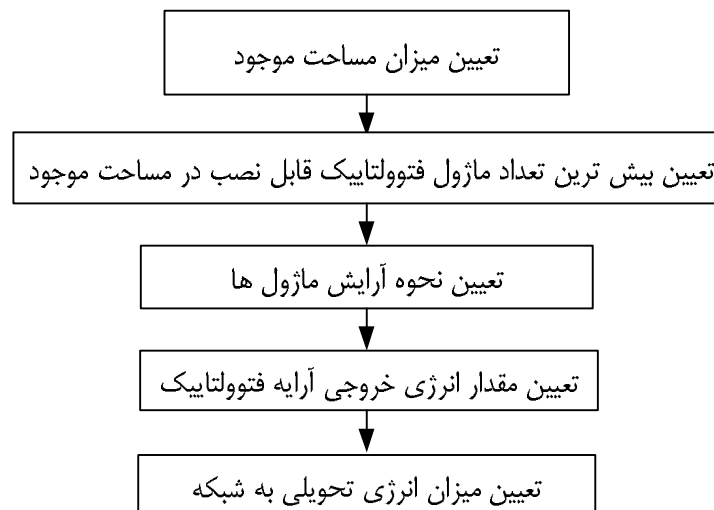 تعیین میزان مساحت موجود
تعیین بیش ترین تعداد ماژول فتوولتاییک قابل نصب در مساحت موجود
تعیین نحوه آرایش ماژول ها
تعیین مقدار انرژی خروجی آرایه فتوولتاییک
تعیین میزان انرژی تحویلی به شبکه